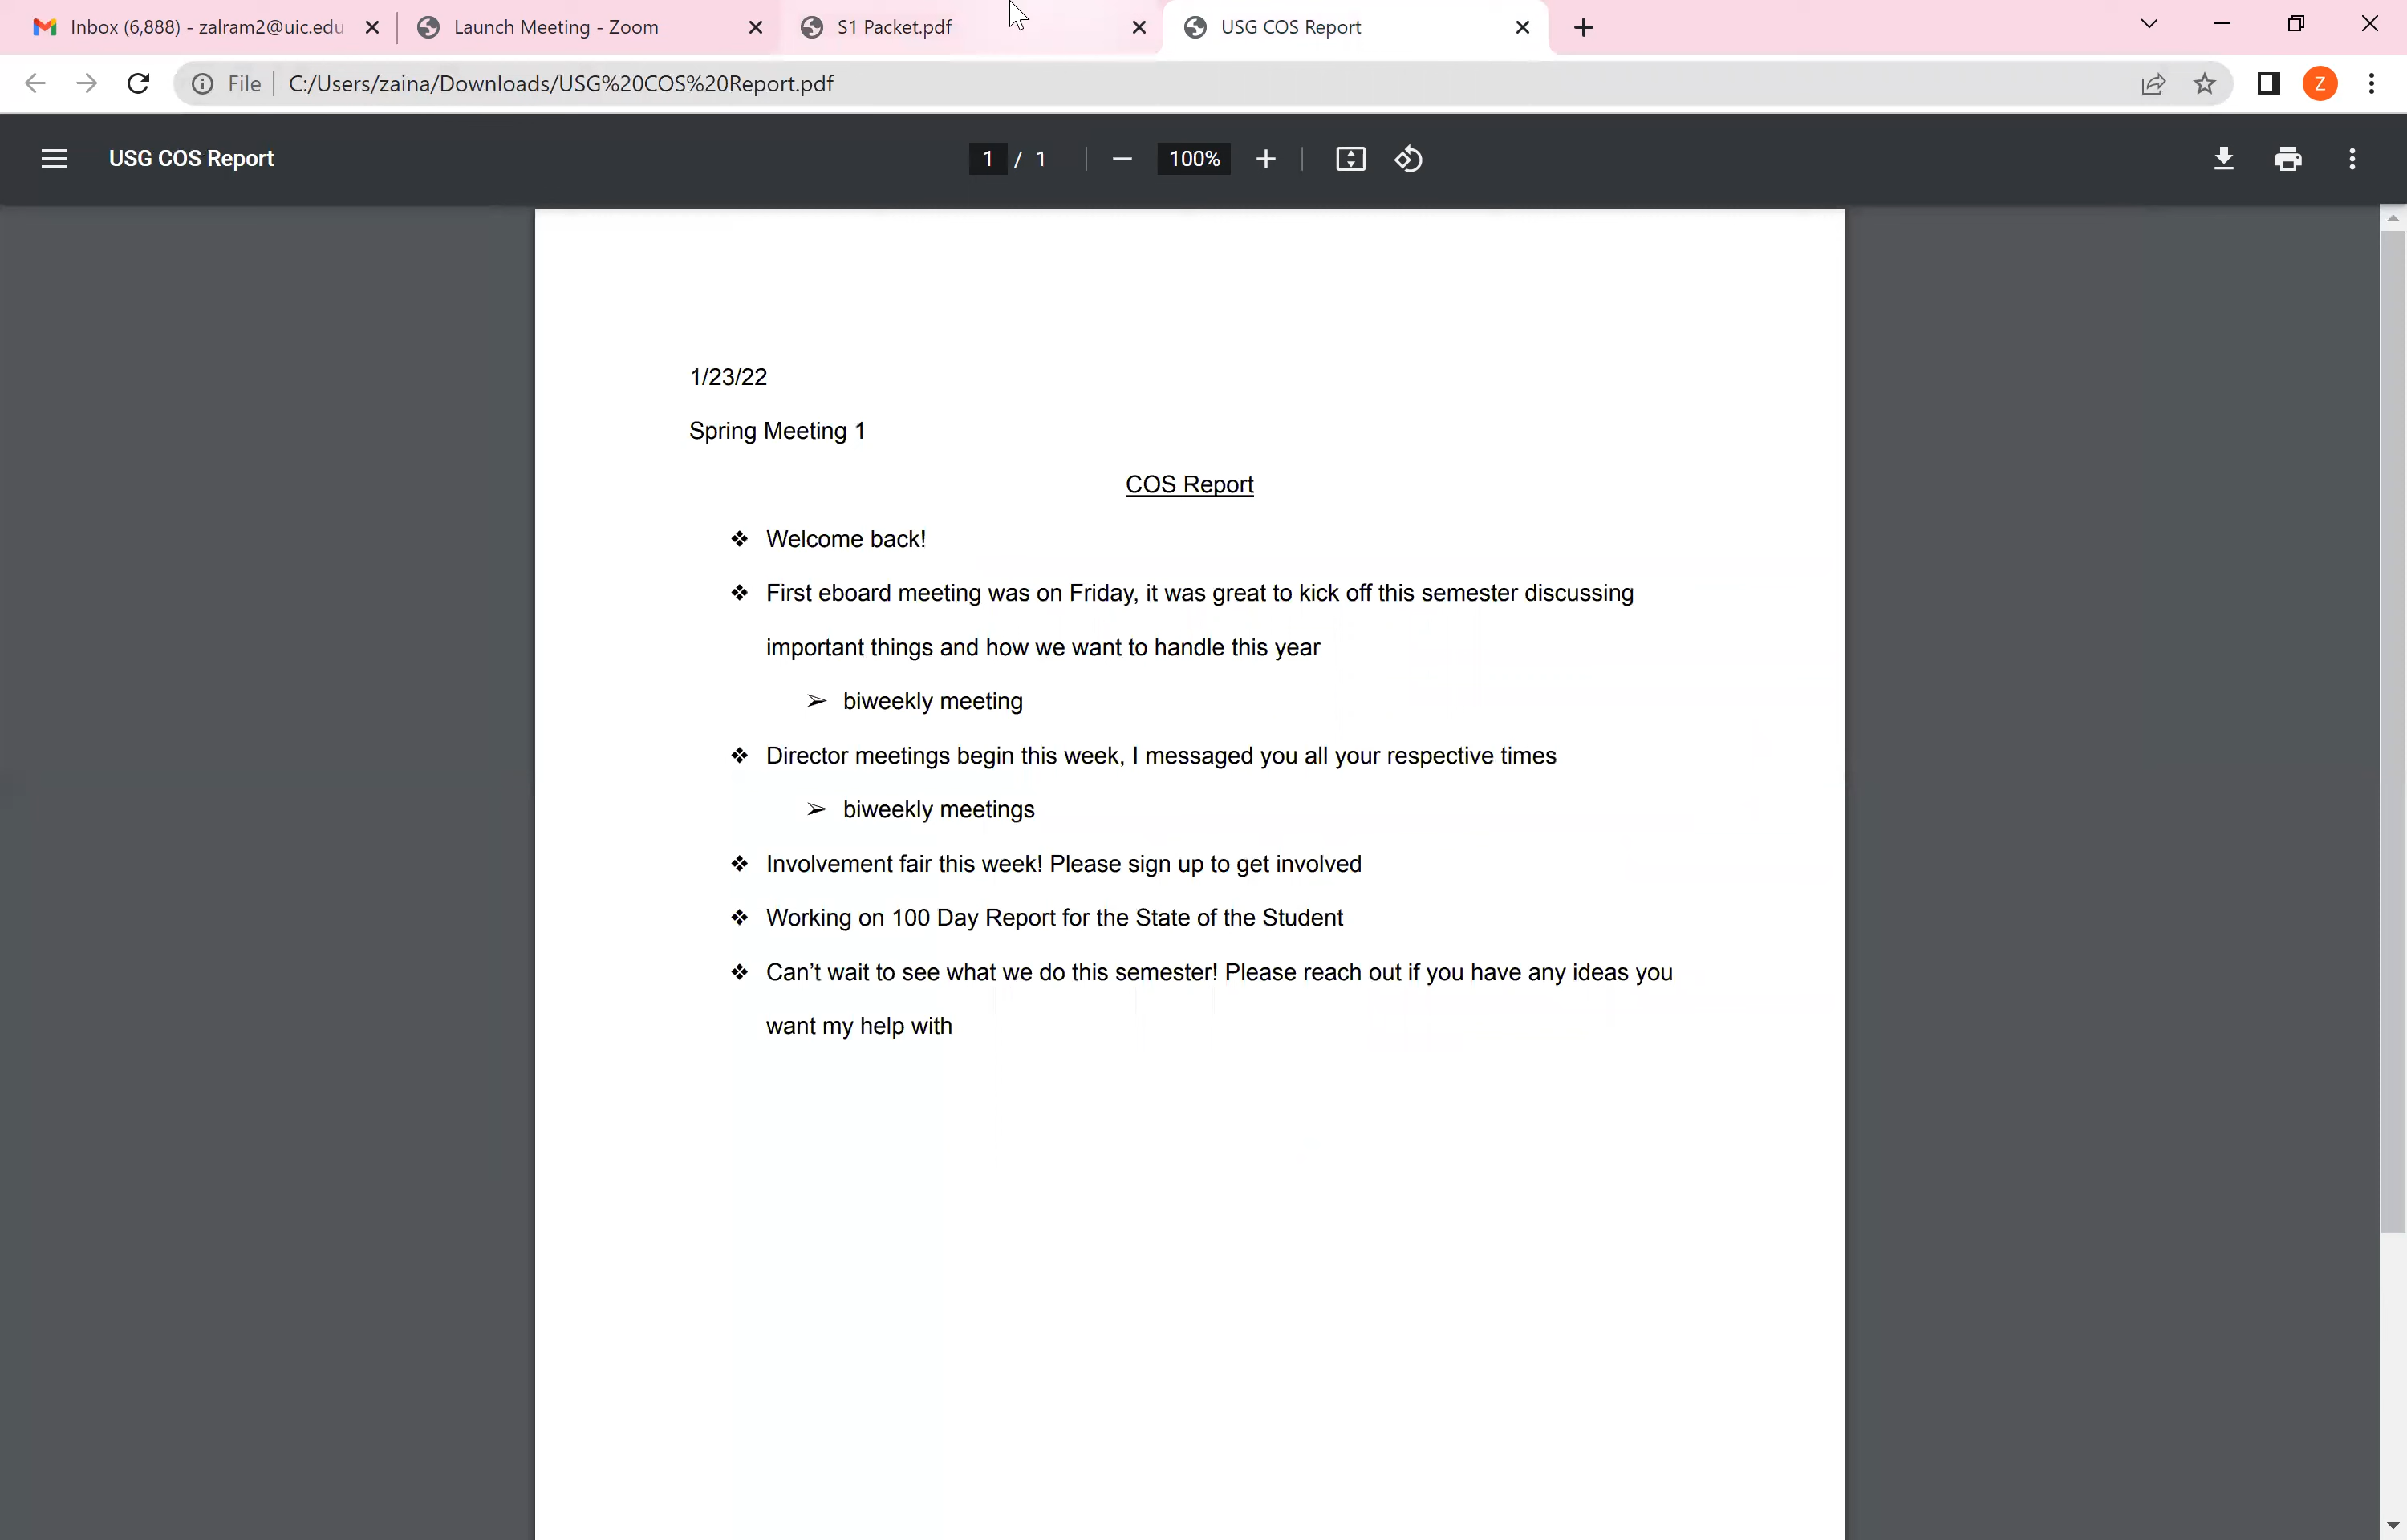 Inbox (6,888) - zalram2@uic.edu
Launch Meeting - Zoom
S1 Packet.pdf
USG COS Report
File
C:/Users/zaina/Downloads/USG%20COS%20Report.pdf
Z
USG COS Report
1 / 1
100%
1/23/22
Spring Meeting 1
COS Report
❖ Welcome back!
❖ First eboard meeting was on Friday, it was great to kick off this semester discussing
important things and how we want to handle this year
➢ biweekly meeting
❖ Director meetings begin this week, I messaged you all your respective times
➢ biweekly meetings
❖ Involvement fair this week! Please sign up to get involved
❖ Working on 100 Day Report for the State of the Student
❖ Can’t wait to see what we do this semester! Please reach out if you have any ideas you
want my help with